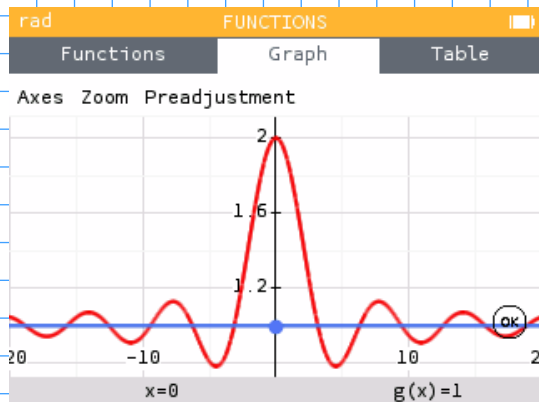 rad FUNCTIONS
Functions Graph Table
Axes Zoom Preadjustment
2
1.6
1.2
OK
20 -10 10 2
x=0 g(x)=1